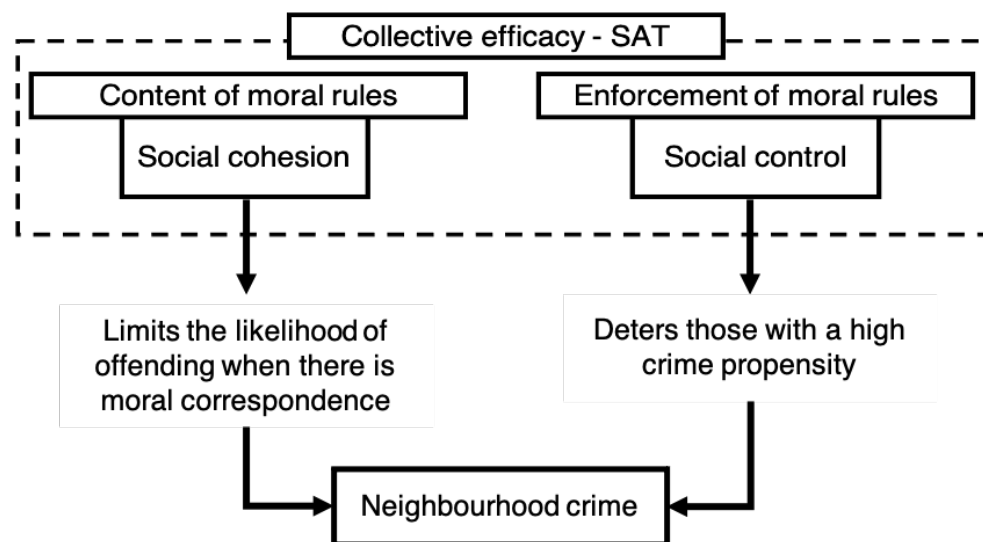 Collective efficacy - SAT
Content of moral rules
Social cohesion
Enforcement of moral rules
Social control
Limits the likelihood of
offending when there is
moral correspondence
Deters those with a high
crime propensity
Neighbourhood crime